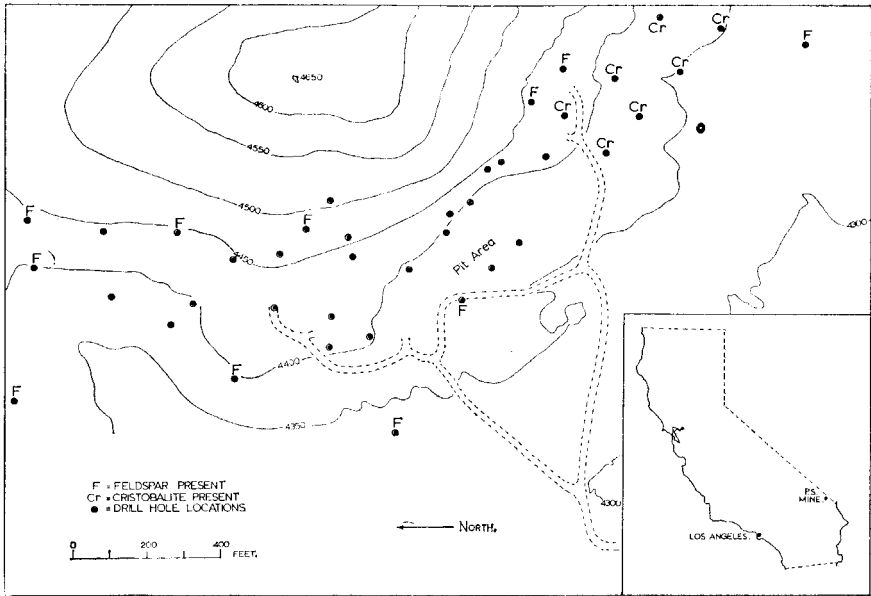 Cr
Cr
F
F
Cr
Cr
4650
4600
F
Cr
Cr
4550
Cr
4500
F
F
F
4300
4450
Pit Area
F
F
4400
F
F
4350
F
F = FELDSPAR PRESENT
Cr = CRISTOBALITE PRESENT
● = DRILL HOLE LOCATIONS
0 200 400
FEET.
NORTH.
4300
P.S.
MINE.
LOS ANGELES.